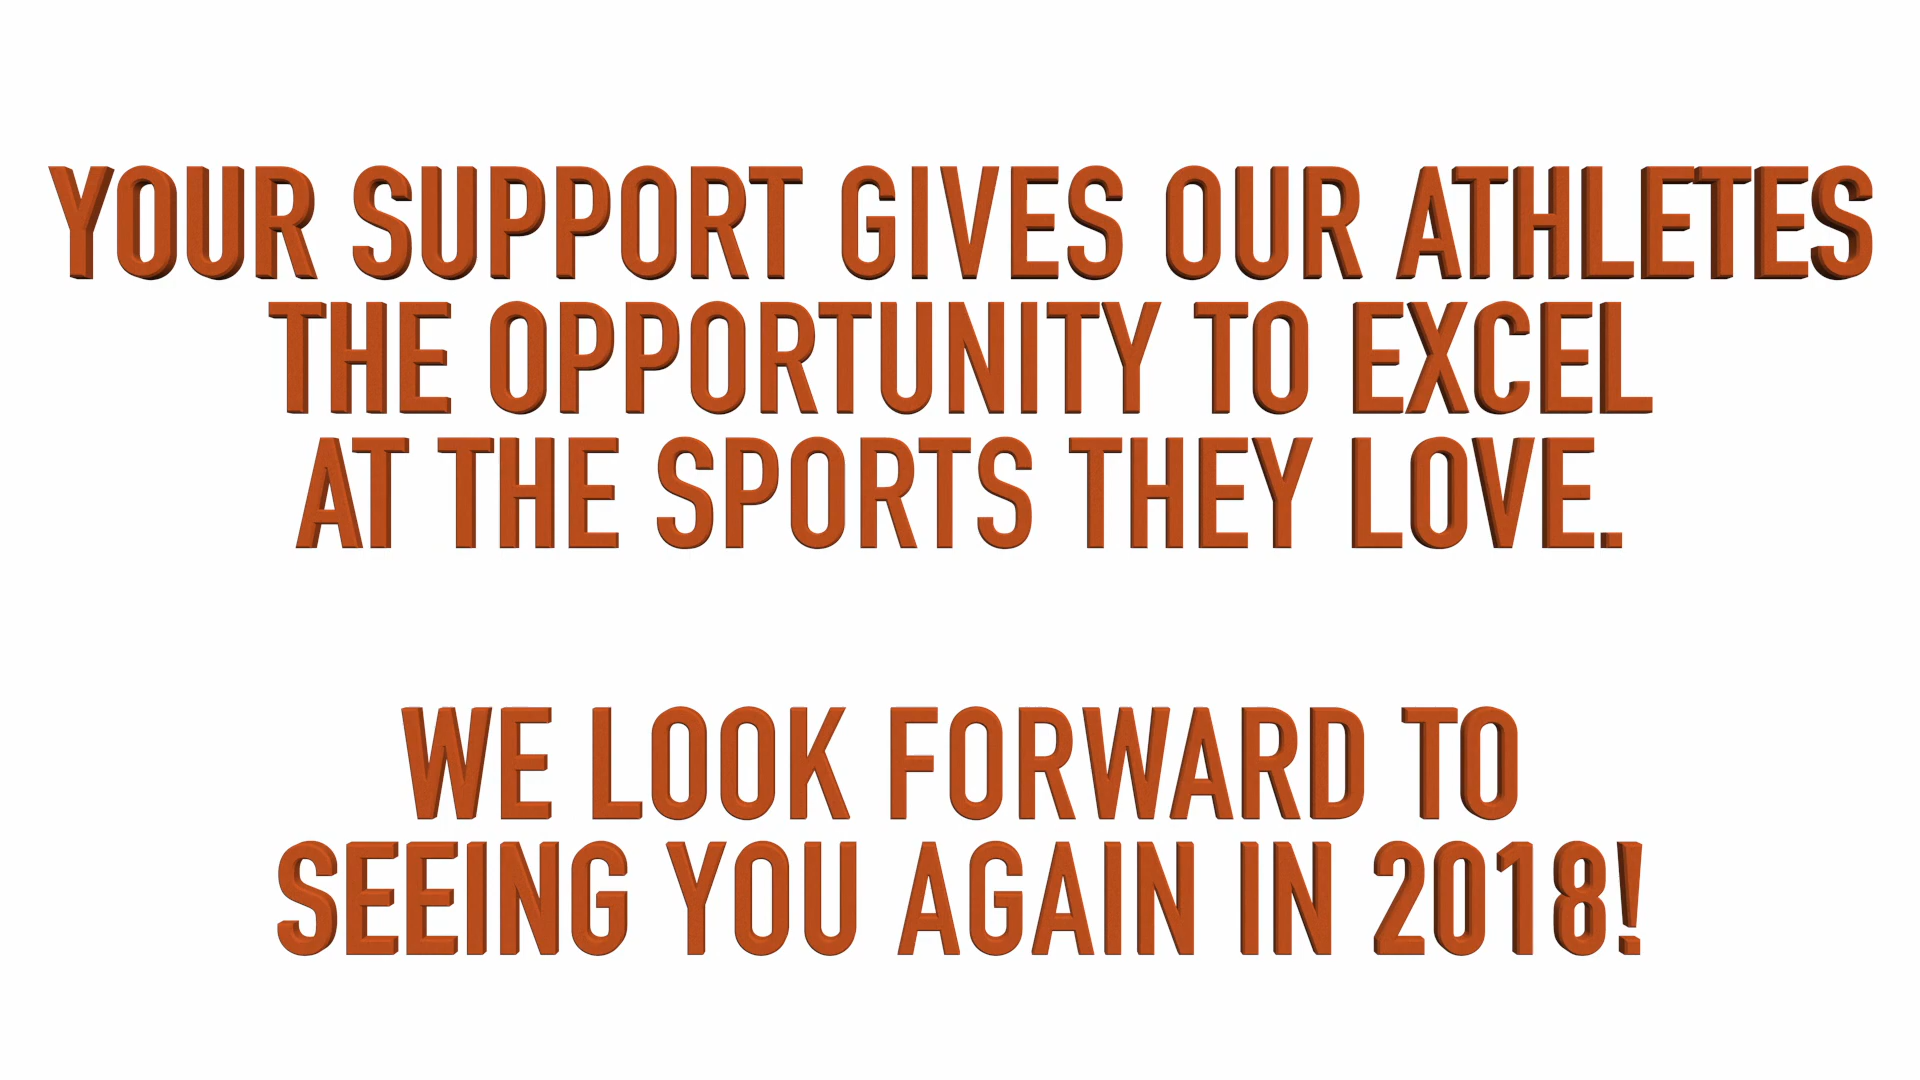 YOUR SUPPORT GIVES OUR ATHLETES
THE OPPORTUNITY TO EXCEL
AT THE SPORTS THEY LOVE.
WE LOOK FORWARD TO
SEEING YOU AGAIN IN 2018!